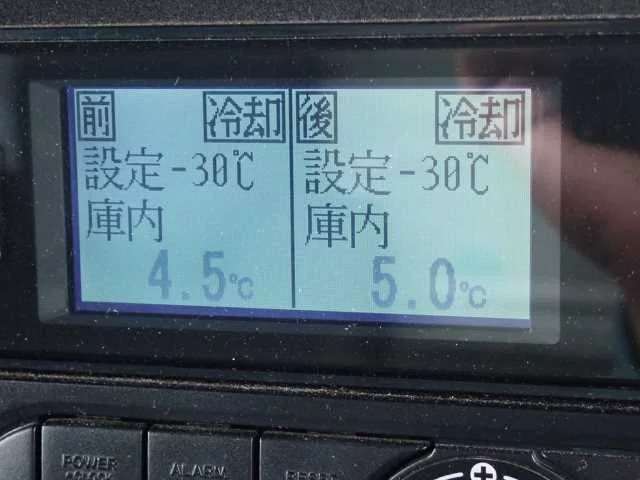 前 冷却
設定-30℃
庫内
4.5℃
後 冷却
設定-30℃
庫内
5.0℃
POWER
ALARM
RESET
+